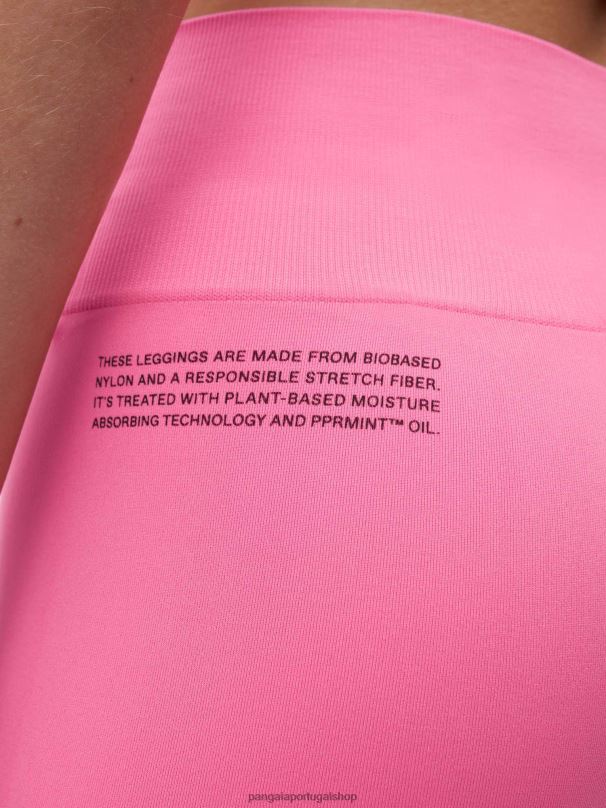 THESE LEGGINGS ARE MADE FROM BIOBASED
NYLON AND A RESPONSIBLE STRETCH FIBER.
IT'S TREATED WITH PLANT-BASED MOISTURE
ABSORBING TECHNOLOGY AND PPRMINT™ OIL.
pangaiaportugalshop